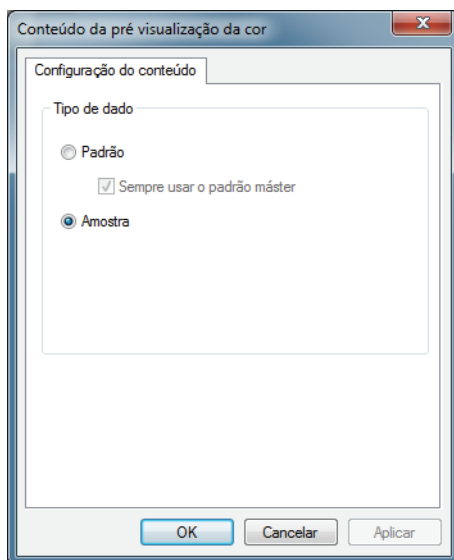 Conteúdo da pré visualização da cor
Configuração do conteúdo
Tipo de dado
Padrão
Sempre usar o padrão máster
Amostra
OK Cancelar Aplicar